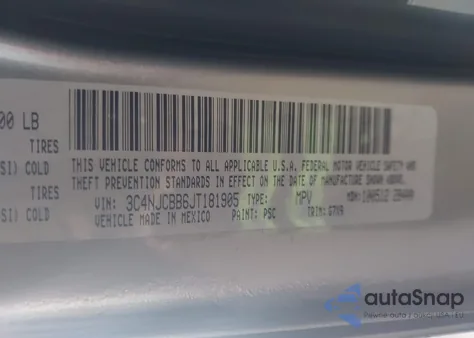 00 LB
TIRES
SI) COLD
THIS VEHICLE CONFORMS TO ALL APPLICABLE U.S.A. FEDERAL MOTOR VEHICLE SAFETY AND
THEFT PREVENTION STANDARDS IN EFFECT ON THE DATE OF MANUFACTURE SHOWN ABOVE.
TIRES
VIN: 3C4NJCBB6JT181905 TYPE: MPV
SI) COLD
VEHICLE MADE IN MEXICO PAINT: PSC TRIM: MDH:
autoSnap